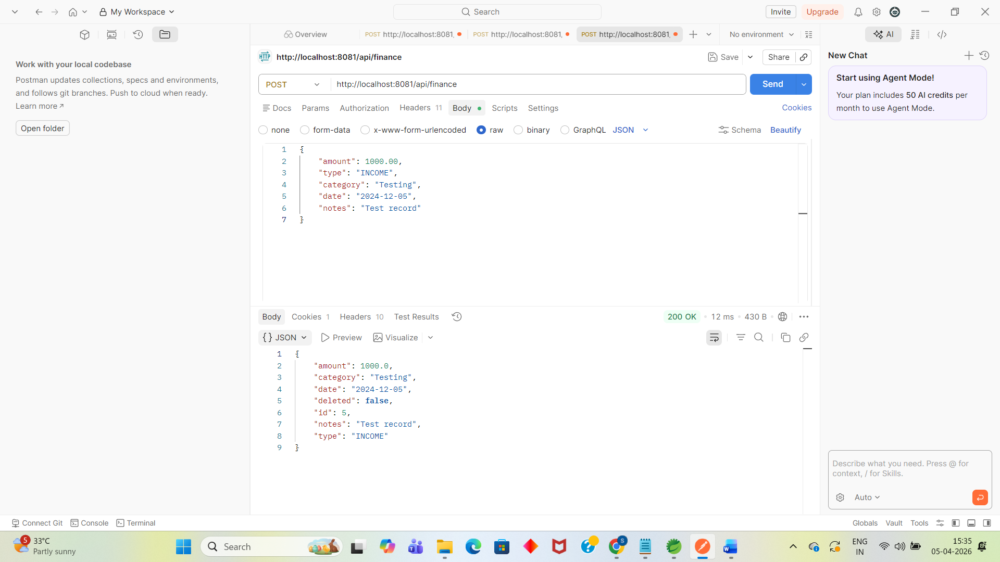 My Workspace
Search
Invite
Upgrade
Overview
POST http://localhost:8081,
POST http://localhost:8081,
POST http://localhost:8081,
No environment
AI
Work with your local codebase
Postman updates collections, specs and environments,
and follows git branches. Push to cloud when ready.
Learn more ↗
Open folder
HTTP http://localhost:8081/api/finance
Save
Share
POST
http://localhost:8081/api/finance
Send
Docs Params Authorization Headers 11 Body Scripts Settings
Cookies
none form-data x-www-form-urlencoded raw binary GraphQL JSON
Schema Beautify
1 {
2 "amount": 1000.00,
3 "type": "INCOME",
4 "category": "Testing",
5 "date": "2024-12-05",
6 "notes": "Test record"
7 }
Body Cookies 1 Headers 10 Test Results
200 OK • 12 ms • 430 B •
{} JSON Preview Visualize
1 {
2 "amount": 1000.0,
3 "category": "Testing",
4 "date": "2024-12-05",
5 "deleted": false,
6 "id": 5,
7 "notes": "Test record",
8 "type": "INCOME"
9 }
New Chat
Start using Agent Mode!
Your plan includes 50 AI credits per
month to use Agent Mode.
Describe what you need. Press @ for
context, / for Skills.
Auto
Connect Git Console Terminal
Globals Vault Tools
5
33°C
Partly sunny
Search
T
S
W
ENG
IN
15:35
05-04-2026